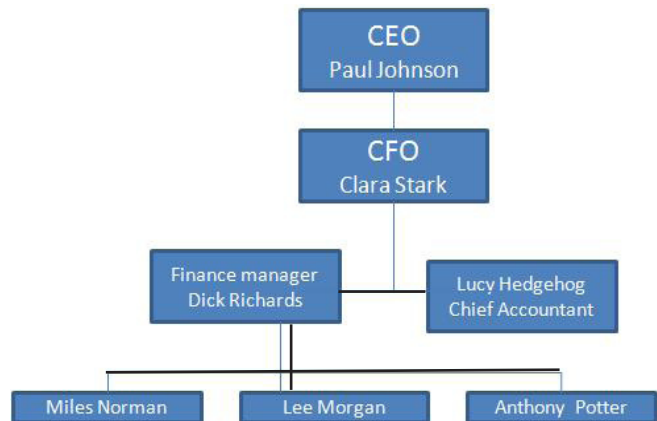 CEO
Paul Johnson
CFO
Clara Stark
Finance manager
Dick Richards
Lucy Hedgehog
Chief Accountant
Miles Norman
Lee Morgan
Anthony Potter